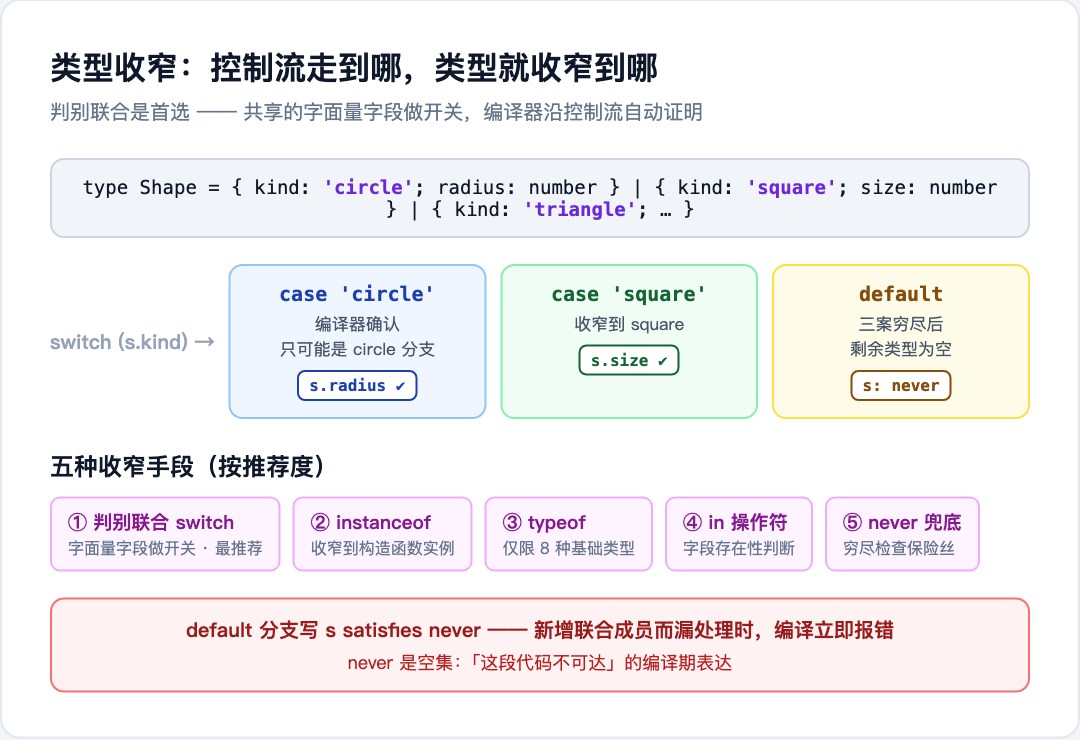 类型收窄：控制流走到哪，类型就收窄到哪
判别联合是首选 —— 共享的字面量字段做开关，编译器沿控制流自动证明
type Shape = { kind: 'circle'; radius: number } | { kind: 'square'; size: number
} | { kind: 'triangle'; … }
switch (s.kind) →
case 'circle'
编译器确认
只可能是 circle 分支
s.radius ✔
case 'square'
收窄到 square
s.size ✔
default
三案穷尽后
剩余类型为空
s: never
五种收窄手段（按推荐度）
① 判别联合 switch
字面量字段做开关 · 最推荐
② instanceof
收窄到构造函数实例
③ typeof
仅限 8 种基础类型
④ in 操作符
字段存在性判断
⑤ never 兜底
穷尽检查保险丝
default 分支写 s satisfies never —— 新增联合成员而漏处理时，编译立即报错
never 是空集：「这段代码不可达」的编译期表达